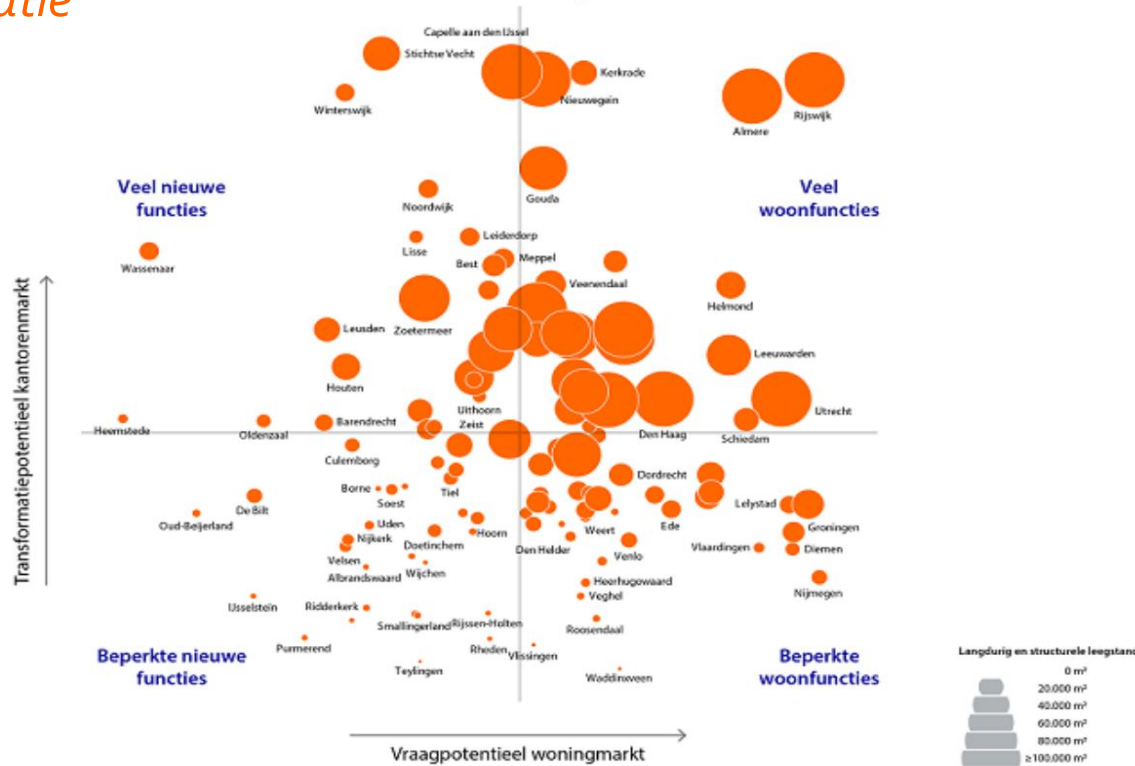 Capelle aan den IJssel
Stichtse Vecht
Kerkrade
Nieuwegein
Winterswijk
Almere
Rijswijk
Veel nieuwe
functies
Veel
woonfuncties
Gouda
Noordwijk
Lisse
Leiderdorp
Wassenaar
Best
Meppel
Veenendaal
Helmond
Zoetermeer
Leusden
Leeuwarden
Houten
Uithoorn
Utrecht
Heemstede
Oldenzaal
Barendrecht
Zeist
Den Haag
Schiedam
Culemborg
Dordrecht
Borne
Soest
Tiel
De Bilt
Oud-Beijerland
Lelystad
Groningen
Uden
Nijkerk
Doetinchem
Hoorn
Weert
Ede
Den Helder
Venlo
Vlaardingen
Diemen
Velsen
Albrandswaard
Wijchen
Heerhugowaard
Veghel
Nijmegen
IJsselstein
Ridderkerk
Smallingerland
Rijssen-Holten
Roosendaal
Purmerend
Rheden
Vlissingen
Teylingen
Waddinxveen
Beperkte nieuwe
functies
Beperkte
woonfuncties
Transformatiepotentieel kantorenmarkt
Vraagpotentieel woningmarkt
Langdurig en structurele leegstand
0 m²
20.000 m²
40.000 m²
60.000 m²
80.000 m²
≥100.000 m²